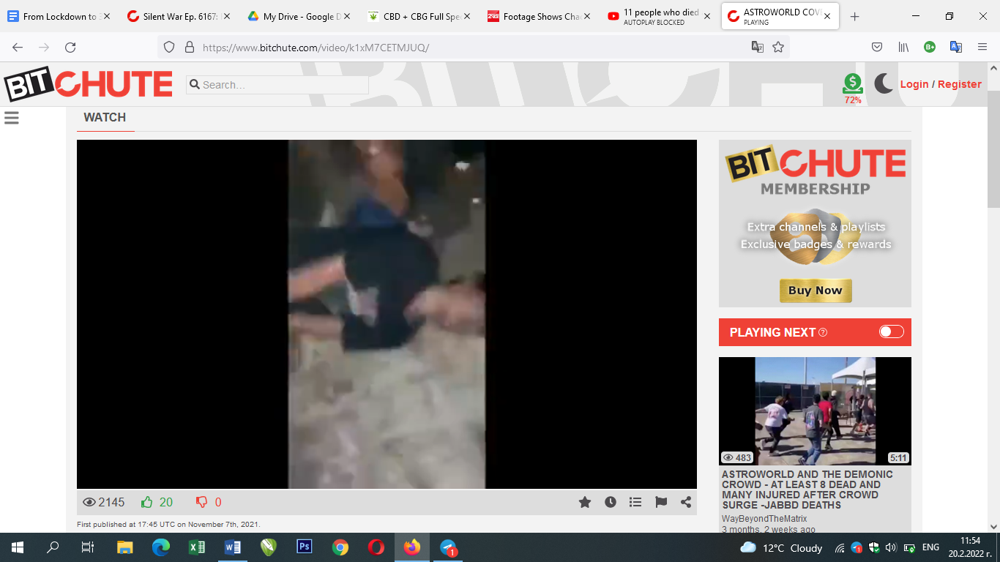 From Lockdown to 3
Silent War Ep. 6167:
My Drive - Google D
CBD + CBG Full Spe
Footage Shows Chao
11 people who died
AUTOPLAY BLOCKED
ASTROWORLD COVI
PLAYING
https://www.bitchute.com/video/k1xM7CETMJUQ/
BITCHUTE
Search...
72%
Login / Register
WATCH
BITCHUTE
MEMBERSHIP
Extra channels & playlists
Exclusive badges & rewards
Buy Now
PLAYING NEXT
483
5:11
ASTROWORLD AND THE DEMONIC
CROWD - AT LEAST 8 DEAD AND
MANY INJURED AFTER CROWD
SURGE -JABBD DEATHS
WayBeyondTheMatrix
3 months, 2 weeks ago
2145
20
0
First published at 17:45 UTC on November 7th, 2021.
12°C Cloudy
ENG
11:54
20.2.2022 г.